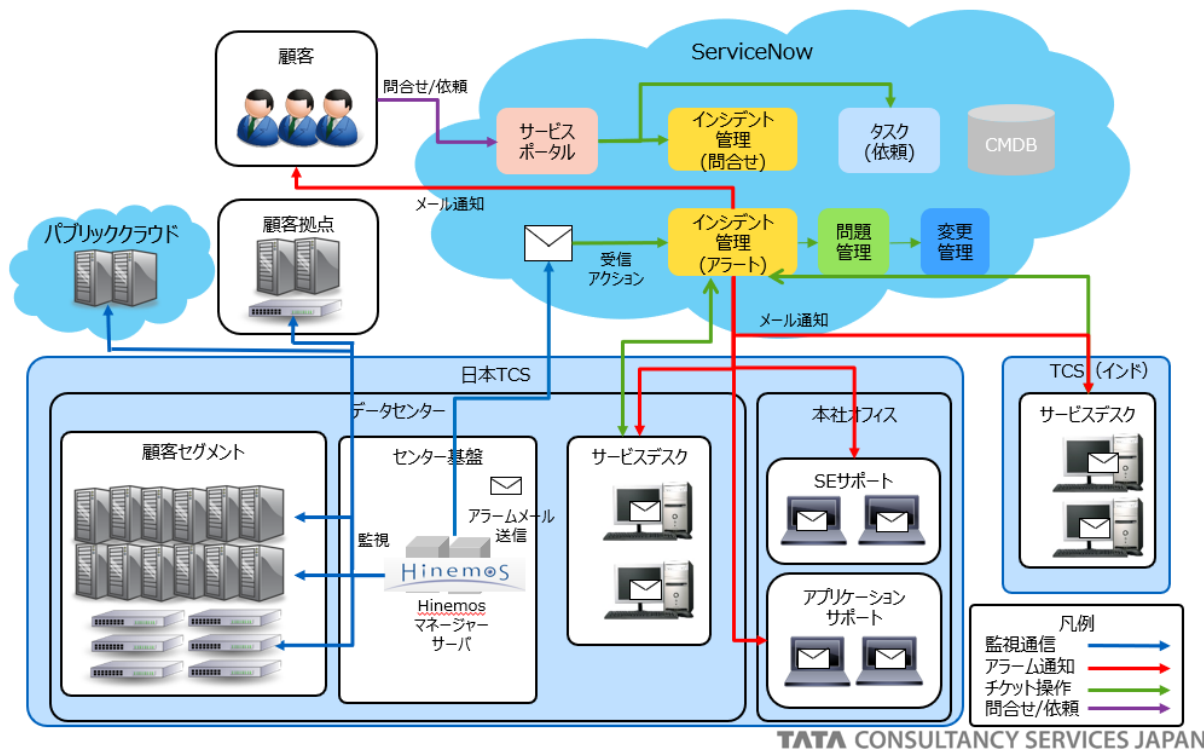 顧客
問合せ/依頼
ServiceNow
サービス
ポータル
インシデント
管理
(問合せ)
タスク
(依頼)
CMDB
メール通知
パブリッククラウド
顧客拠点
受信
アクション
インシデント
管理
(アラート)
問題
管理
変更
管理
メール通知
日本TCS
データセンター
顧客セグメント
監視
センター基盤
アラームメール
送信
Hinemos
Hinemos
マネージャー
サーバ
サービスデスク
本社オフィス
SEサポート
アプリケーション
サポート
TCS（インド）
サービスデスク
凡例
監視通信
アラーム通知
チケット操作
問合せ/依頼
TATA CONSULTANCY SERVICES JAPAN